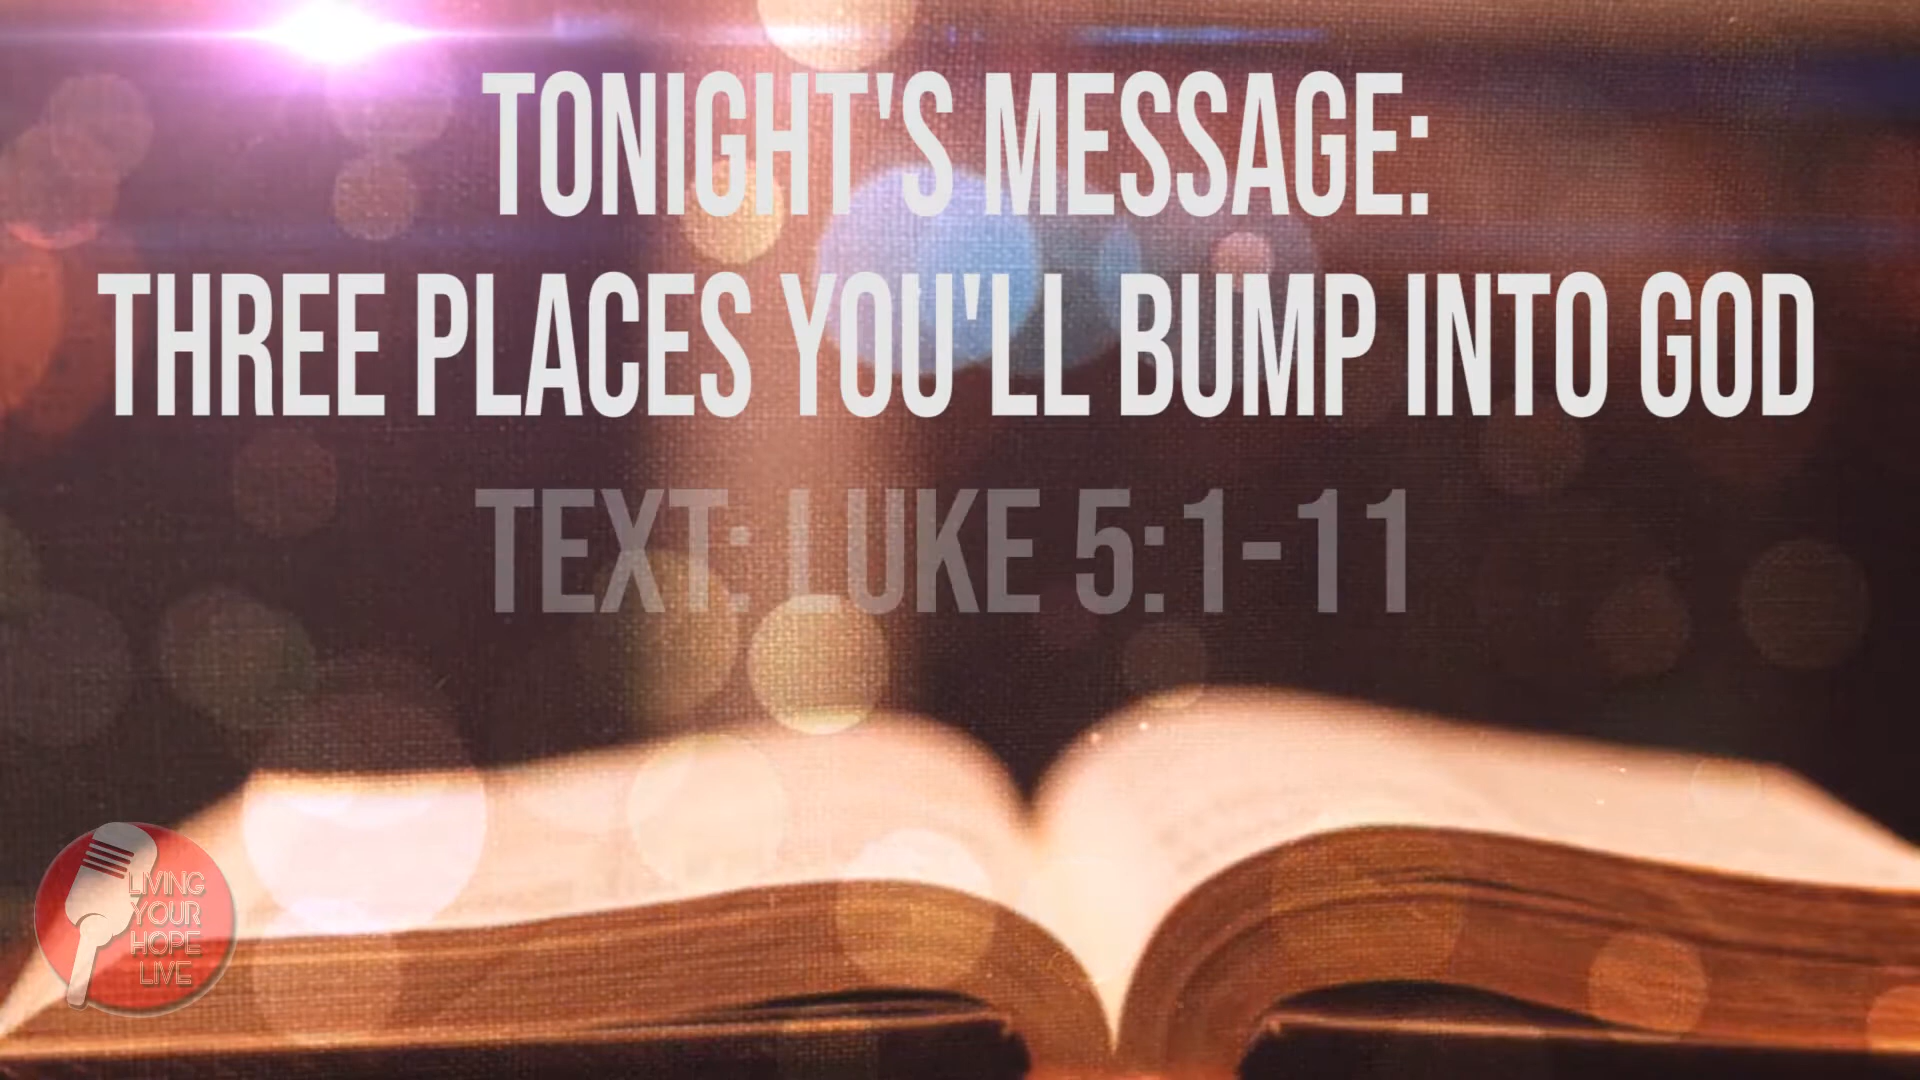 TONIGHT'S MESSAGE:
THREE PLACES YOU'LL BUMP INTO GOD
TEXT: LUKE 5:1-11
LIVING
YOUR
HOPE
LIVE